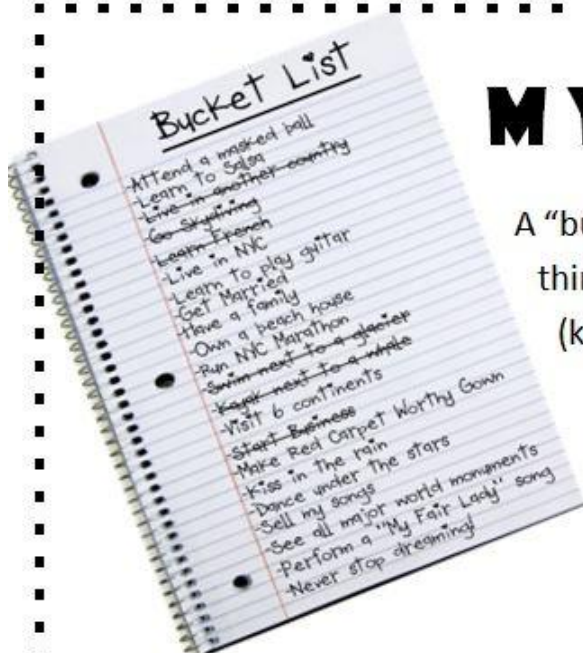 Bucket List
-Attend a masked ball
-Learn to Salsa
-Live in another country
-Go Skydiving
-Learn French
-Live in NYC
-Learn to play guitar
-Get Married
-Have a family
-Own a beach house
-Run NYC Marathon
-Swim next to a glacier
-Kayak next to a whale
-Visit 6 continents
-Start Business
-Make Red Carpet Worthy Gown
-Kiss in the rain
-Dance under the stars
-Sell my songs
-See all major world monuments
-Perform a "My Fair Lady" song
-Never stop dreaming!
MY
A "bu
thin
(k